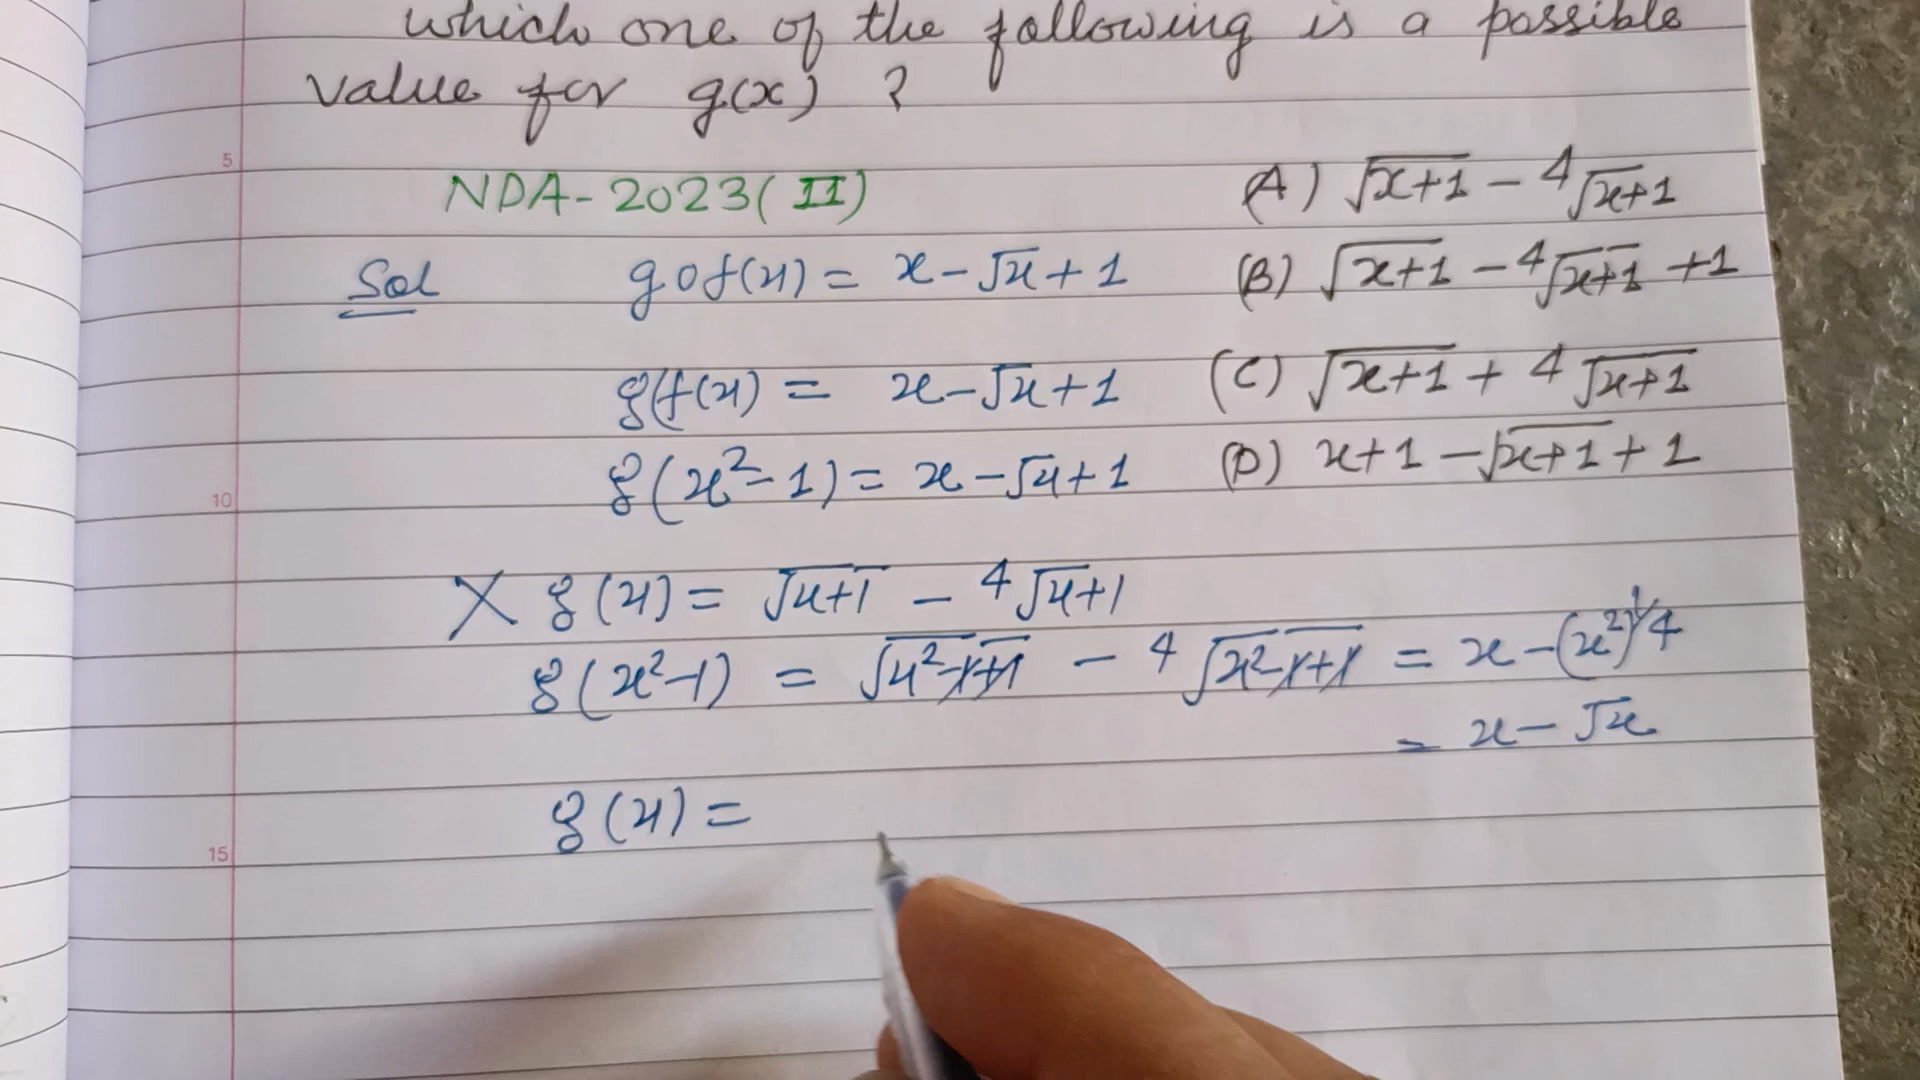 which one of the following is a possible
value for g(x) ?
5
NDA-2023(II)
(A) √x+1 - 4√x+1
Sol gof(x) = x-√x+1
(B) √x+1 - 4√x+1 +1
g(f(x) = x-√x+1
(C) √x+1 + 4√x+1
10
g(x²-1) = x-√x+1
(D) x+1 -√x+1 + 1
X g(x) = √x+1 - 4√x+1
g(x²-1) = √x²-1+1 - 4√x²-1+1 = x-(x²)1/4
= x-√x
15
g(x) =